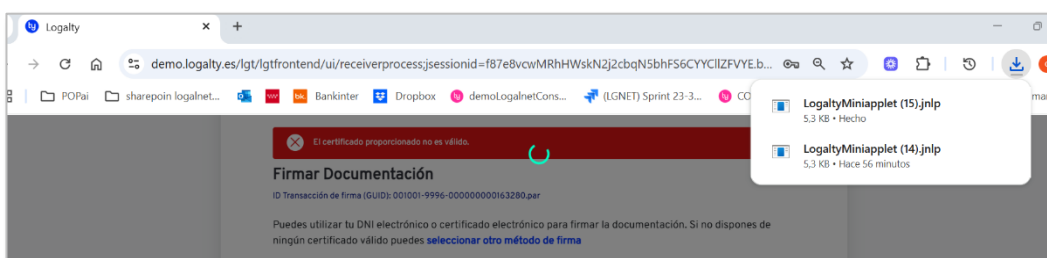 Logalty
demo.logalty.es/lgt/lgtfrontend/ui/receiverprocess;jsessionid=f87e8vcwMRhHWskN2j2cbqN5bhFS6CYYCIlZFVYE.b...
POPai
sharepoin logalnet...
bk.
Bankinter
Dropbox
demoLogalnetCons...
(LGNET) Sprint 23-3...
CO
LogaltyMiniapplet (15).jnlp
5,3 KB • Hecho
LogaltyMiniapplet (14).jnlp
5,3 KB • Hace 56 minutos
El certificado proporcionado no es válido.
Firmar Documentación
ID Transacción de firma (GUID): 001001-9996-000000000163280.par
Puedes utilizar tu DNI electrónico o certificado electrónico para firmar la documentación. Si no dispones de
ningún certificado válido puedes seleccionar otro método de firma